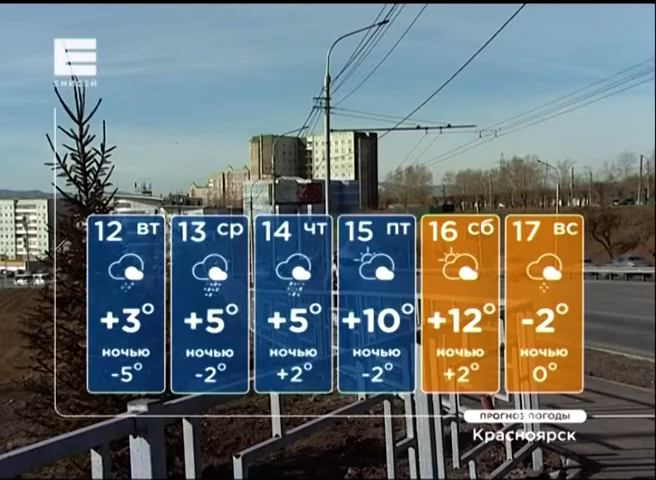 ЕНИСЕЙ
12 вт 13 ср 14 чт 15 пт 16 сб 17 вс
+3° +5° +5° +10° +12° -2°
ночью ночью ночью ночью ночью ночью
-5° -2° +2° -2° +2° 0°
ПРОГНОЗ ПОГОДЫ
Красноярск